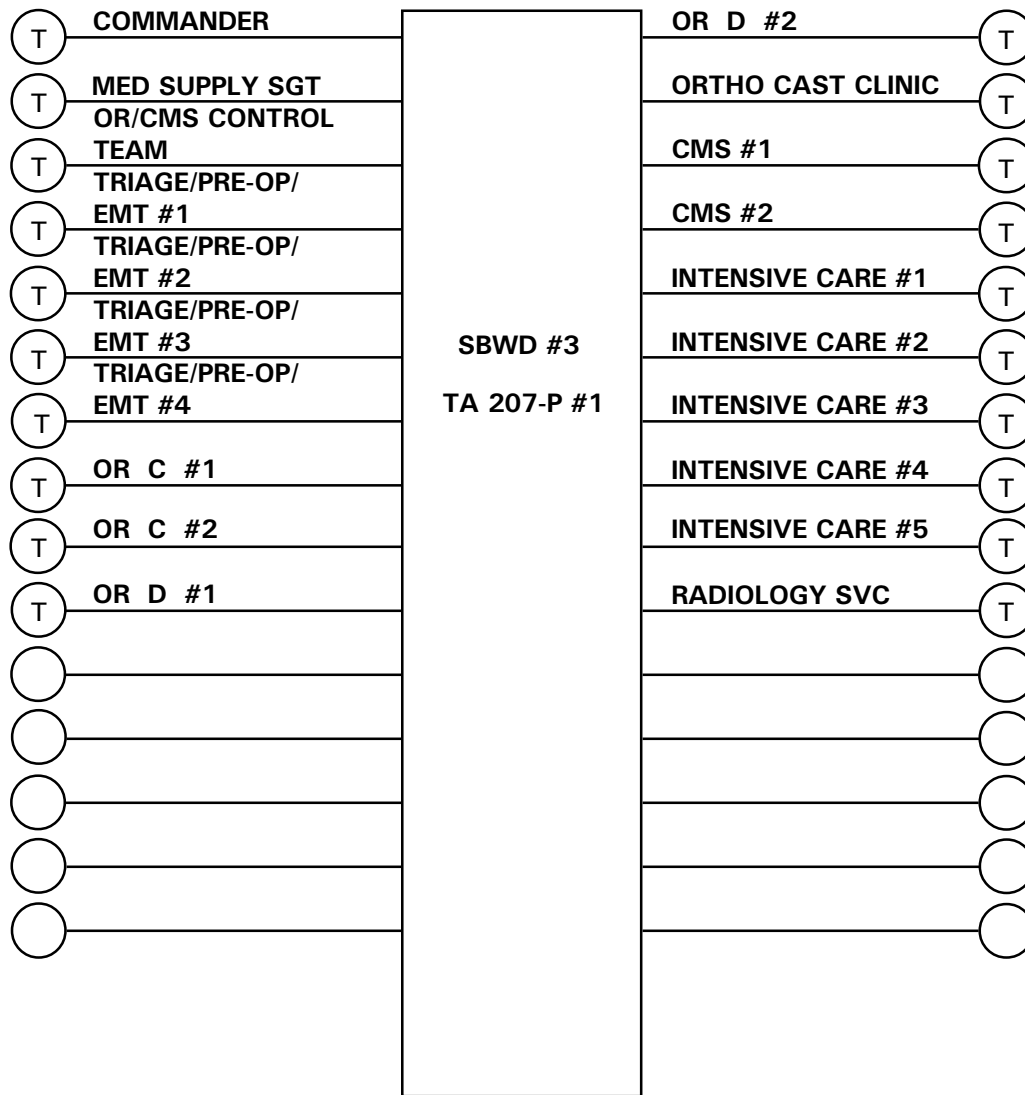 T COMMANDER
T MED SUPPLY SGT
OR/CMS CONTROL
T TEAM
TRIAGE/PRE-OP/
T EMT #1
TRIAGE/PRE-OP/
T EMT #2
TRIAGE/PRE-OP/
T EMT #3
TRIAGE/PRE-OP/
T EMT #4
T OR C #1
T OR C #2
T OR D #1
SBWD #3
TA 207-P #1
OR D #2 T
ORTHO CAST CLINIC T
CMS #1 T
CMS #2 T
INTENSIVE CARE #1 T
INTENSIVE CARE #2 T
INTENSIVE CARE #3 T
INTENSIVE CARE #4 T
INTENSIVE CARE #5 T
RADIOLOGY SVC T